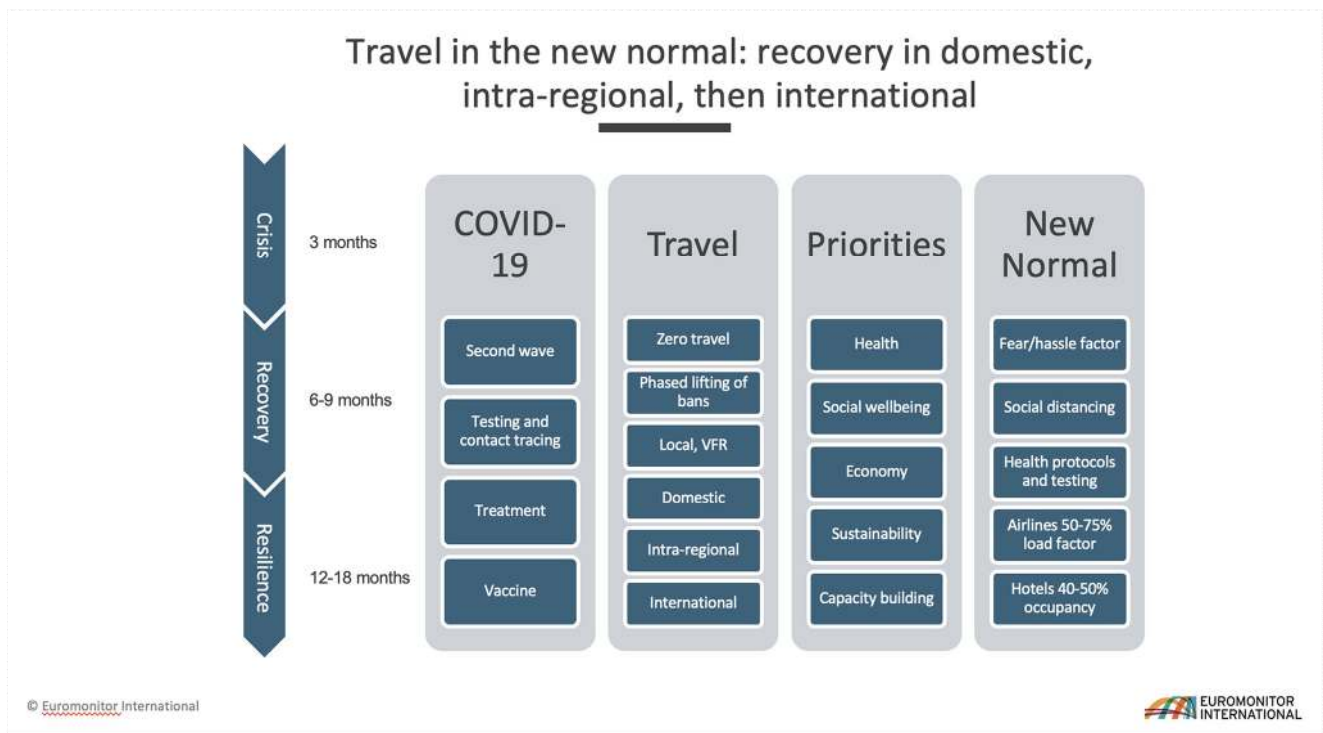 Travel in the new normal: recovery in domestic,
intra-regional, then international
Crisis
3 months
Recovery
6-9 months
Resilience
12-18 months
COVID-
19
Second wave
Testing and
contact tracing
Treatment
Vaccine
Travel
Zero travel
Phased lifting of
bans
Local, VFR
Domestic
Intra-regional
International
Priorities
Health
Social wellbeing
Economy
Sustainability
Capacity building
New
Normal
Fear/hassle factor
Social distancing
Health protocols
and testing
Airlines 50-75%
load factor
Hotels 40-50%
occupancy
© Euromonitor International
EUROMONITOR
INTERNATIONAL